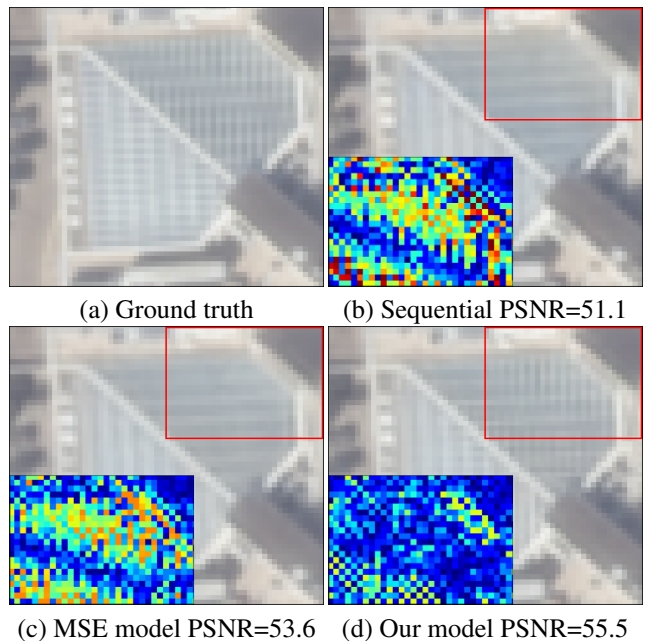 (a) Ground truth
(b) Sequential PSNR=51.1
(c) MSE model PSNR=53.6
(d) Our model PSNR=55.5